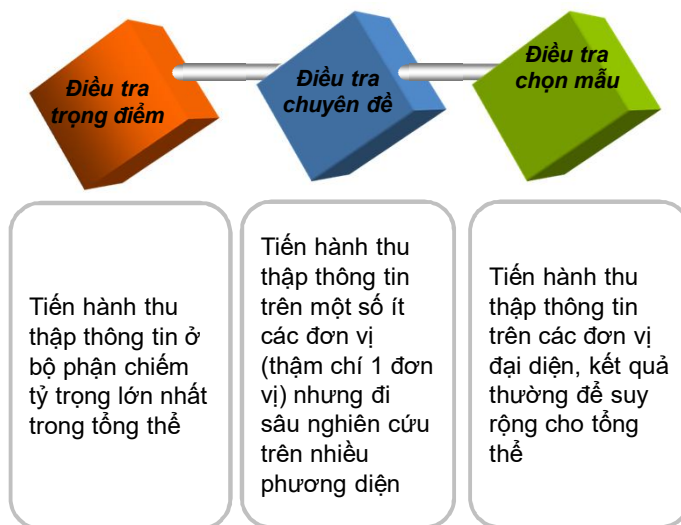 Điều tra
trọng điểm
Điều tra
chuyên đề
Điều tra
chọn mẫu
Tiến hành thu
thập thông tin ở
bộ phận chiếm
tỷ trọng lớn nhất
trong tổng thể
Tiến hành thu
thập thông tin
trên một số ít
các đơn vị
(thậm chí 1 đơn
vị) nhưng đi
sâu nghiên cứu
trên nhiều
phương diện
Tiến hành thu
thập thông tin
trên các đơn vị
đại diện, kết quả
thường để suy
rộng cho tổng
thể